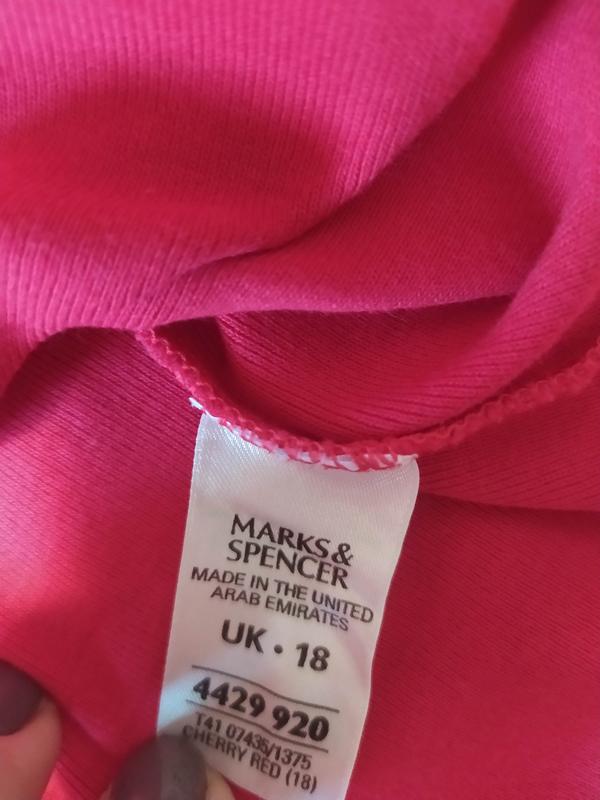 MARKS&
SPENCER
MADE IN THE UNITED
ARAB EMIRATES
UK • 18
4429 920
T41 07435/1375
CHERRY RED (18)